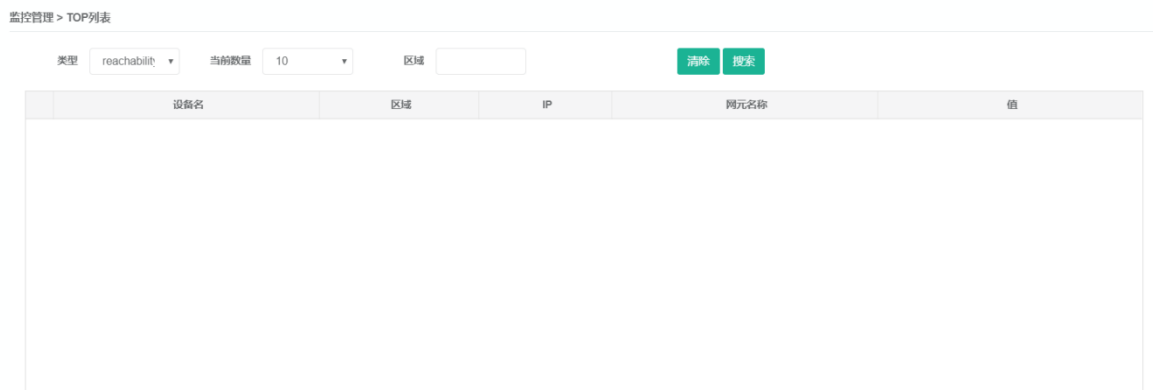 监控管理 > TOP列表
类型 reachability 当前数量 10 区域 清除 搜索
设备名 区域 IP 网元名称 值